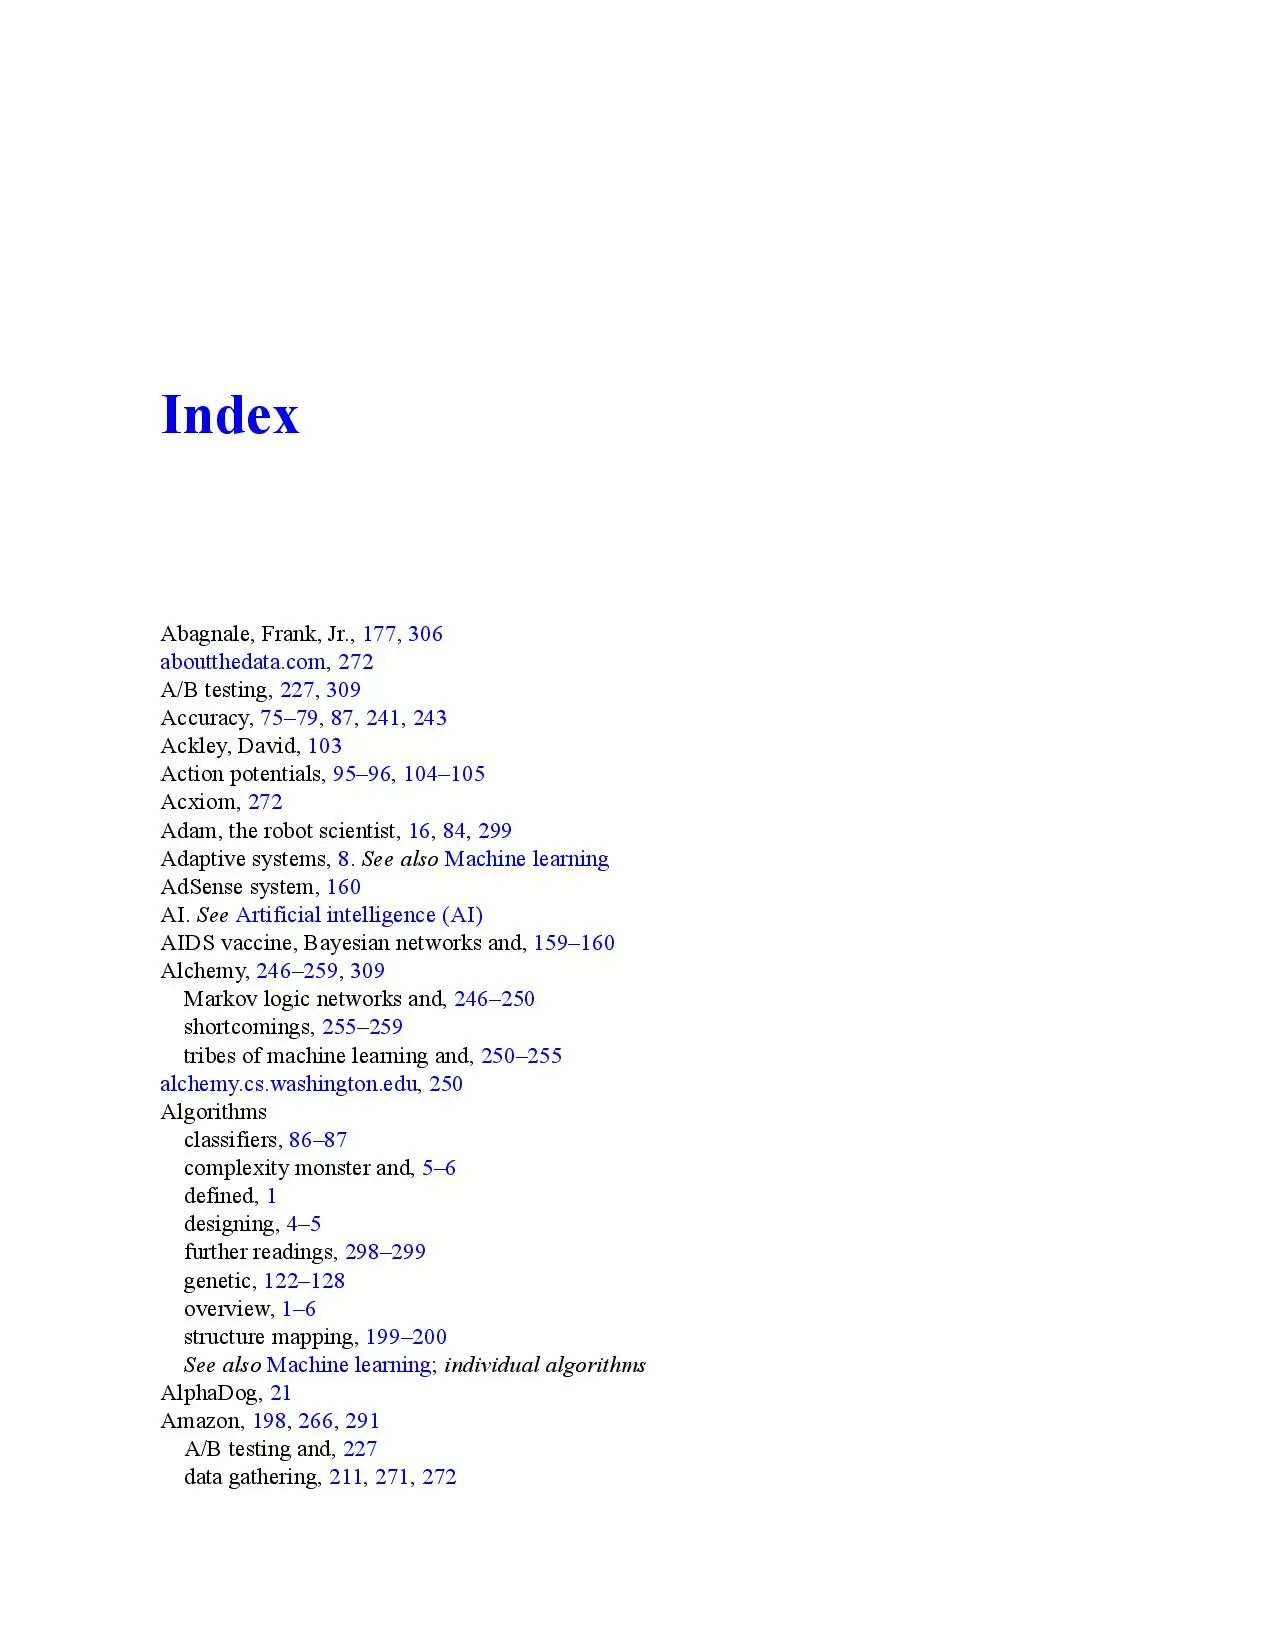 Index
Abagnale, Frank, Jr., 177, 306
aboutthedata.com, 272
A/B testing, 227, 309
Accuracy, 75–79, 87, 241, 243
Ackley, David, 103
Action potentials, 95–96, 104–105
Acxiom, 272
Adam, the robot scientist, 16, 84, 299
Adaptive systems, 8. See also Machine learning
AdSense system, 160
AI. See Artificial intelligence (AI)
AIDS vaccine, Bayesian networks and, 159–160
Alchemy, 246–259, 309
Markov logic networks and, 246–250
shortcomings, 255–259
tribes of machine learning and, 250–255
alchemy.cs.washington.edu, 250
Algorithms
classifiers, 86–87
complexity monster and, 5–6
defined, 1
designing, 4–5
further readings, 298–299
genetic, 122–128
overview, 1–6
structure mapping, 199–200
See also Machine learning; individual algorithms
AlphaDog, 21
Amazon, 198, 266, 291
A/B testing and, 227
data gathering, 211, 271, 272